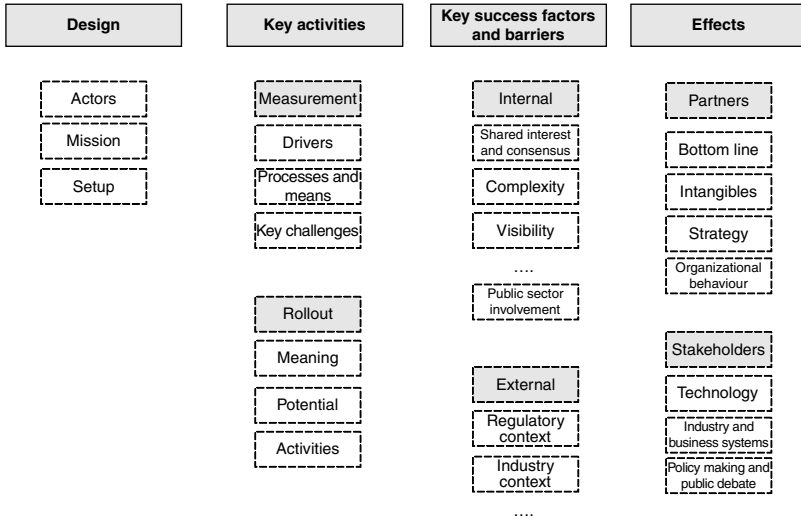 Design
Actors
Mission
Setup
Key activities
Measurement
Drivers
Processes and
means
Key challenges
Rollout
Meaning
Potential
Activities
Key success factors
and barriers
Internal
Shared interest
and consensus
Complexity
Visibility
....
Public sector
involvement
External
Regulatory
context
Industry
context
....
Effects
Partners
Bottom line
Intangibles
Strategy
Organizational
behaviour
Stakeholders
Technology
Industry and
business systems
Policy making and
public debate